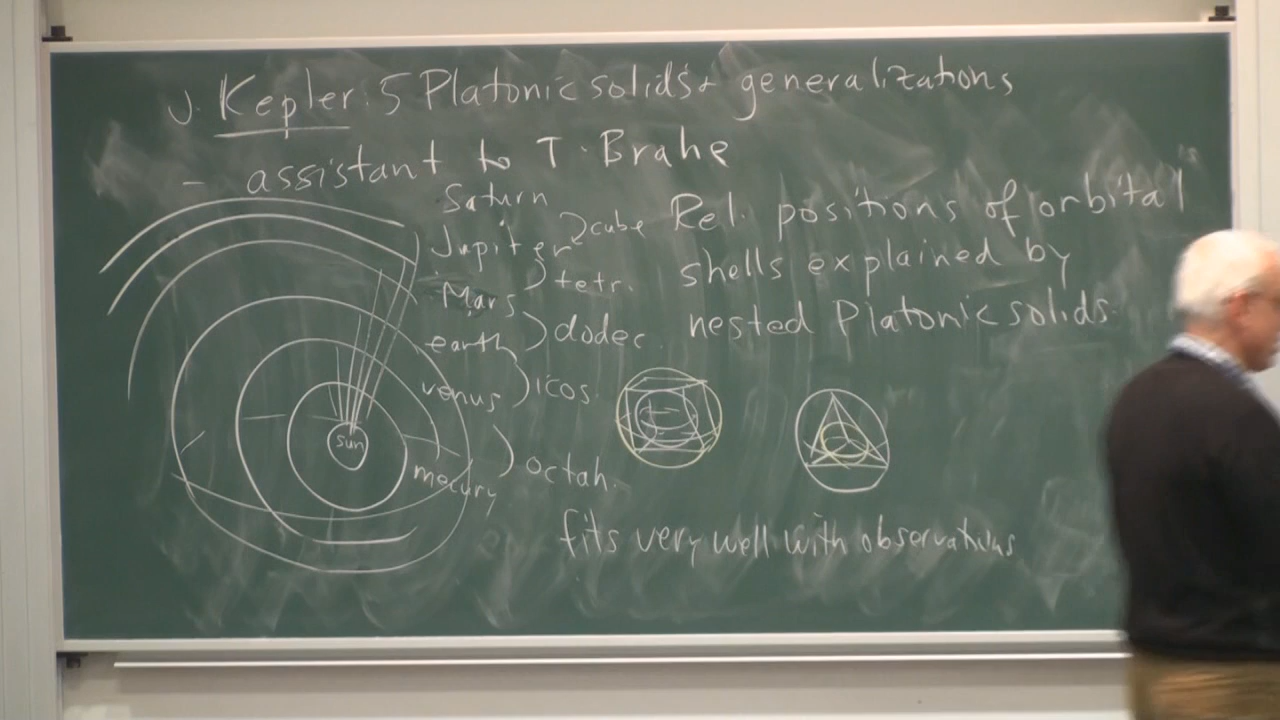 J. Kepler: 5 Platonic solids + generalizations
- assistant to T. Brahe
Saturn
Jupiter
Mars
earth
venus
mecury
sun
cube
tetr.
dodec.
icos.
octah.
Rel. positions of orbital
shells explained by
nested Platonic solids.
fits very well with observations